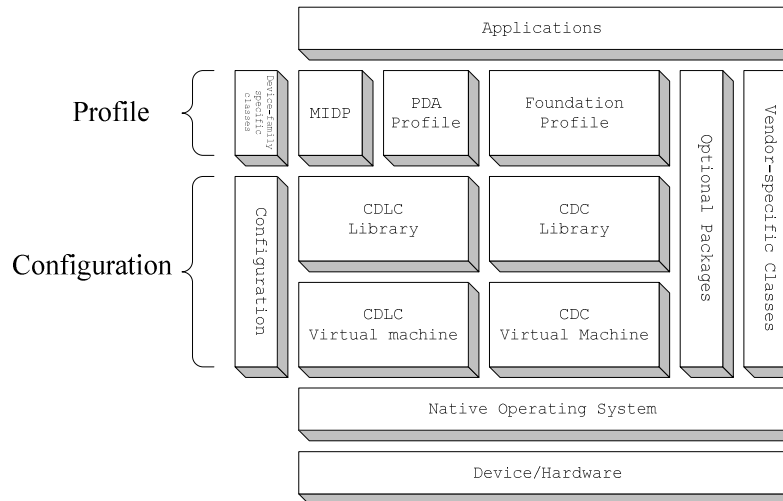 Applications
Profile
Device-family
specific
classes
MIDP
PDA
Profile
Foundation
Profile
Optional Packages
Vendor-specific Classes
Configuration
Configuration
CDLC
Library
CDC
Library
CDLC
Virtual machine
CDC
Virtual Machine
Native Operating System
Device/Hardware